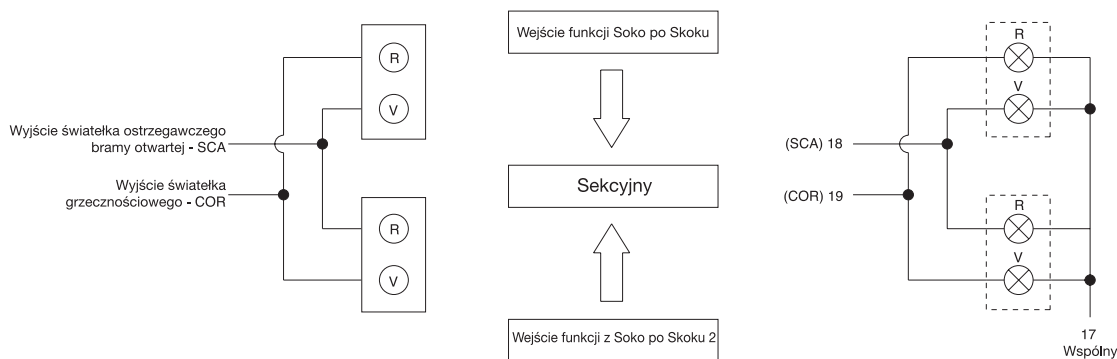 R
V
Wyjście światełka ostrzegawczego
bramy otwartej - SCA
Wyjście światełka
grzecznościowego - COR
R
V
Wejście funkcji Soko po Skoku
Sekcyjny
Wejście funkcji z Soko po Skoku 2
R
V
(SCA) 18
(COR) 19
R
V
17
Wspólny